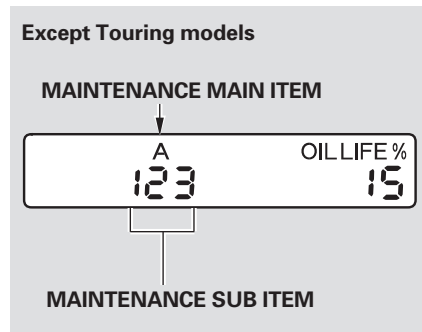 Except Touring models
MAINTENANCE MAIN ITEM
A OIL LIFE %
123 15
MAINTENANCE SUB ITEM